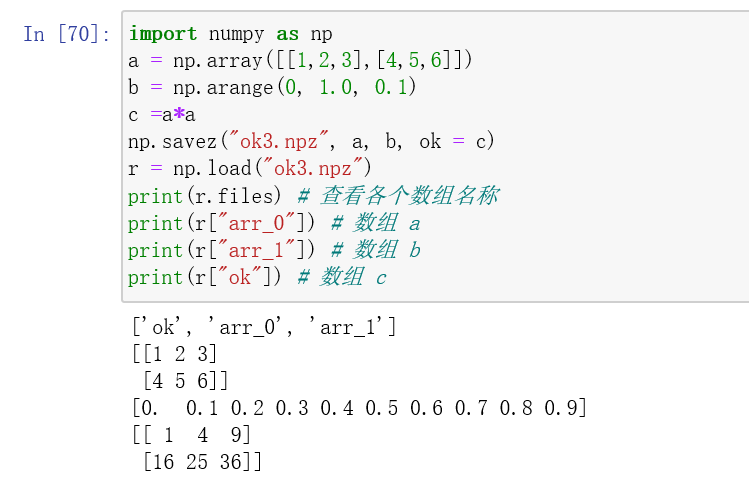 In [70]: import numpy as np
a = np.array([[1,2,3],[4,5,6]])
b = np.arange(0, 1.0, 0.1)
c =a*a
np.savez("ok3.npz", a, b, ok = c)
r = np.load("ok3.npz")
print(r.files) # 查看各个数组名称
print(r["arr_0"]) # 数组 a
print(r["arr_1"]) # 数组 b
print(r["ok"]) # 数组 c
['ok', 'arr_0', 'arr_1']
[[1 2 3]
 [4 5 6]]
[0.  0.1 0.2 0.3 0.4 0.5 0.6 0.7 0.8 0.9]
[[ 1  4  9]
 [16 25 36]]